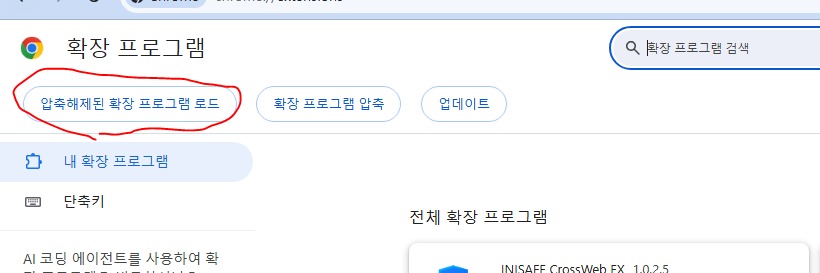 확장 프로그램
확장 프로그램 검색
압축해제된 확장 프로그램 로드
확장 프로그램 압축
업데이트
내 확장 프로그램
단축키
전체 확장 프로그램
AI 코딩 에이전트를 사용하여 확
INISAFE CrossWeb EX 1.0.2.5